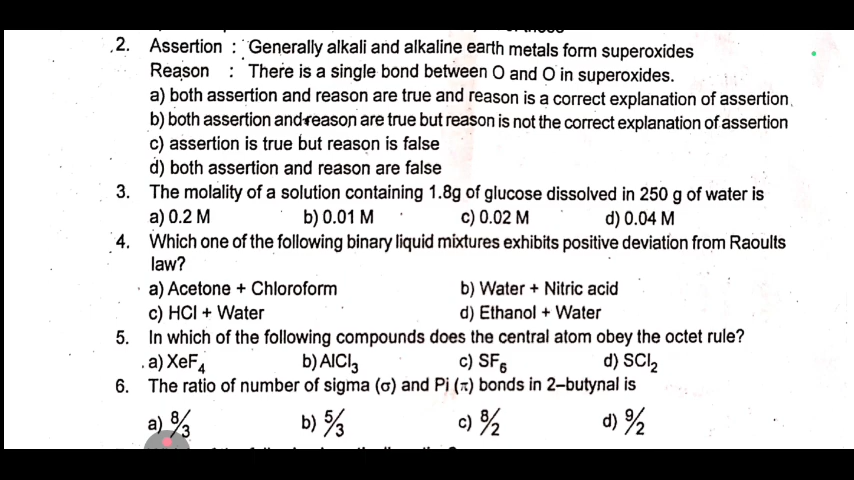 2. Assertion : Generally alkali and alkaline earth metals form superoxides
Reason : There is a single bond between O and O in superoxides.
a) both assertion and reason are true and reason is a correct explanation of assertion.
b) both assertion and reason are true but reason is not the correct explanation of assertion
c) assertion is true but reason is false
d) both assertion and reason are false
3. The molality of a solution containing 1.8g of glucose dissolved in 250 g of water is
a) 0.2 M b) 0.01 M c) 0.02 M d) 0.04 M
4. Which one of the following binary liquid mixtures exhibits positive deviation from Raoults
law?
a) Acetone + Chloroform b) Water + Nitric acid
c) HCl + Water d) Ethanol + Water
5. In which of the following compounds does the central atom obey the octet rule?
a) XeF₄ b) AlCl₃ c) SF₆ d) SCl₂
6. The ratio of number of sigma (σ) and Pi (π) bonds in 2–butynal is
a) 8/3 b) 5/3 c) 8/2 d) 9/2